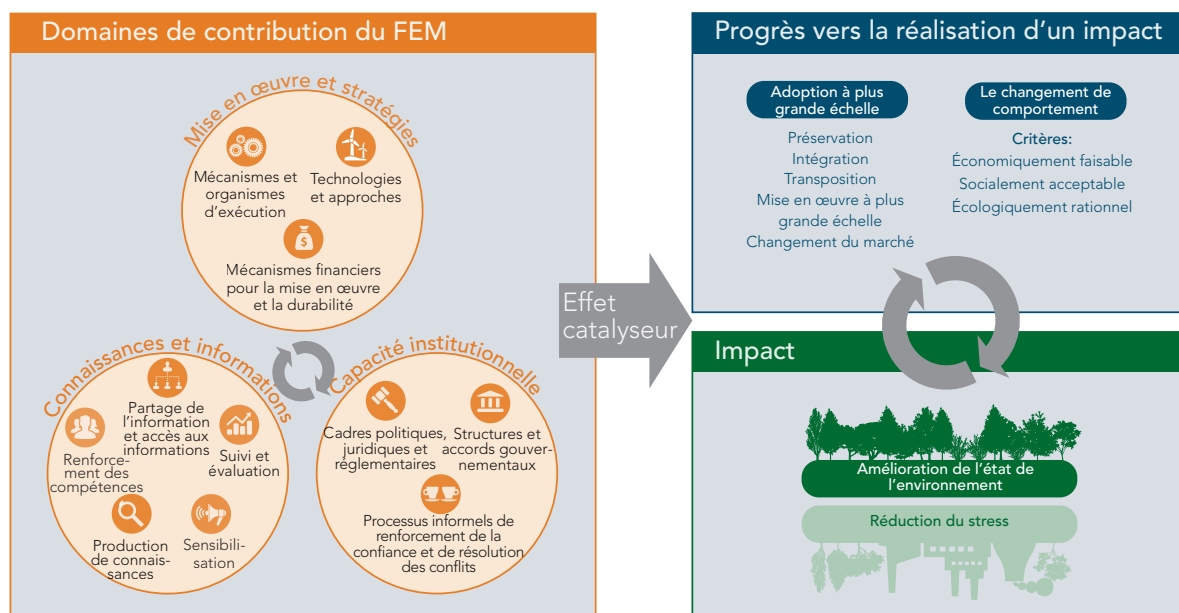 Domaines de contribution du FEM
Mise en œuvre et stratégies
Mécanismes et
organismes
d'exécution
Technologies
et approches
$
Mécanismes financiers
pour la mise en œuvre
et la durabilité
Connaissances et informations
Partage de
l'information
et accès aux
informations
Renforce-
ment des
compétences
Suivi et
évaluation
Production
de connais-
sances
Sensibili-
sation
Capacité institutionnelle
Cadres politiques,
juridiques et
réglementaires
Structures et
accords gouver-
nementaux
Processus informels de
renforcement de la
confiance et de résolution
des conflits
Effet
catalyseur
Progrès vers la réalisation d'un impact
Adoption à plus
grande échelle
Préservation
Intégration
Transposition
Mise en œuvre à plus
grande échelle
Changement du marché
Le changement de
comportement
Critères:
Économiquement faisable
Socialement acceptable
Écologiquement rationnel
Impact
Amélioration de l'état de
l'environnement
Réduction du stress